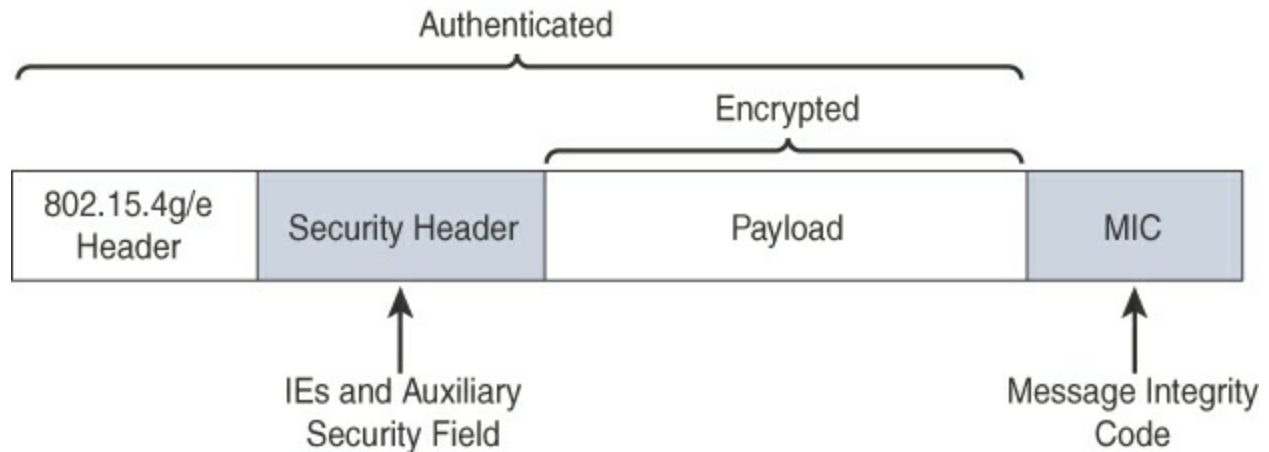 Authenticated
Encrypted
802.15.4g/e
Header
Security Header
Payload
MIC
IEs and Auxiliary
Security Field
Message Integrity
Code